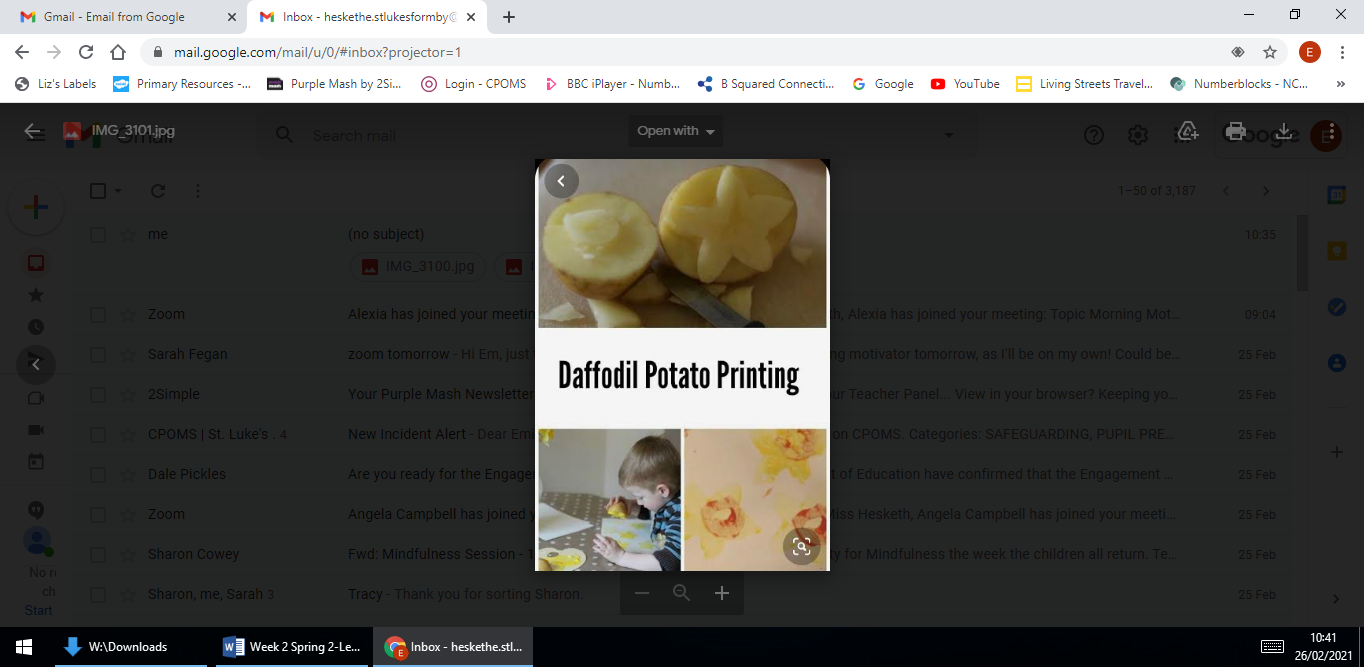 Gmail - Email from Google
Inbox - heskethe.stlukesformby@
mail.google.com/mail/u/0/#inbox?projector=1
E
Liz's Labels
Primary Resources -...
Purple Mash by 2Si...
Login - CPOMS
BBC iPlayer - Numb...
B Squared Connecti...
Google
YouTube
Living Streets Travel...
Numberblocks - NC...
»
IMG_3101.jpg
Gmail
Search mail
Open with
Google
E
1–50 of 3,187
me (no subject) 10:35
IMG_3100.jpg
Zoom Alexia has joined your meetin h, Alexia has joined your meeting: Topic Morning Mot... 09:04
Sarah Fegan zoom tomorrow - Hi Em, just ng motivator tomorrow, as I'll be on my own! Could be... 25 Feb
2Simple Your Purple Mash Newsletter ur Teacher Panel... View in your browser? Keeping yo... 25 Feb
CPOMS | St. Luke's . 4 New Incident Alert - Dear Em on CPOMS. Categories: SAFEGUARDING, PUPIL PRE... 25 Feb
Dale Pickles Are you ready for the Engage t of Education have confirmed that the Engagement ... 25 Feb
Zoom Angela Campbell has joined y iss Hesketh, Angela Campbell has joined your meeti... 25 Feb
Sharon Cowey Fwd: Mindfulness Session - 1 ty for Mindfulness the week the children all return. Te... 25 Feb
Sharon, me, Sarah 3 Tracy - Thank you for sorting Sharon. 25 Feb
No r
ch
Start
Daffodil Potato Printing
W:\Downloads
Week 2 Spring 2-Le...
Inbox - heskethe.stl...
10:41
26/02/2021